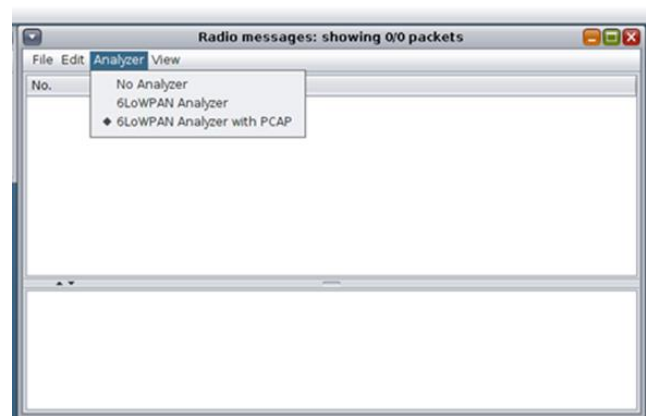 Radio messages: showing 0/0 packets
File Edit Analyzer View
No.
No Analyzer
6LoWPAN Analyzer
6LoWPAN Analyzer with PCAP